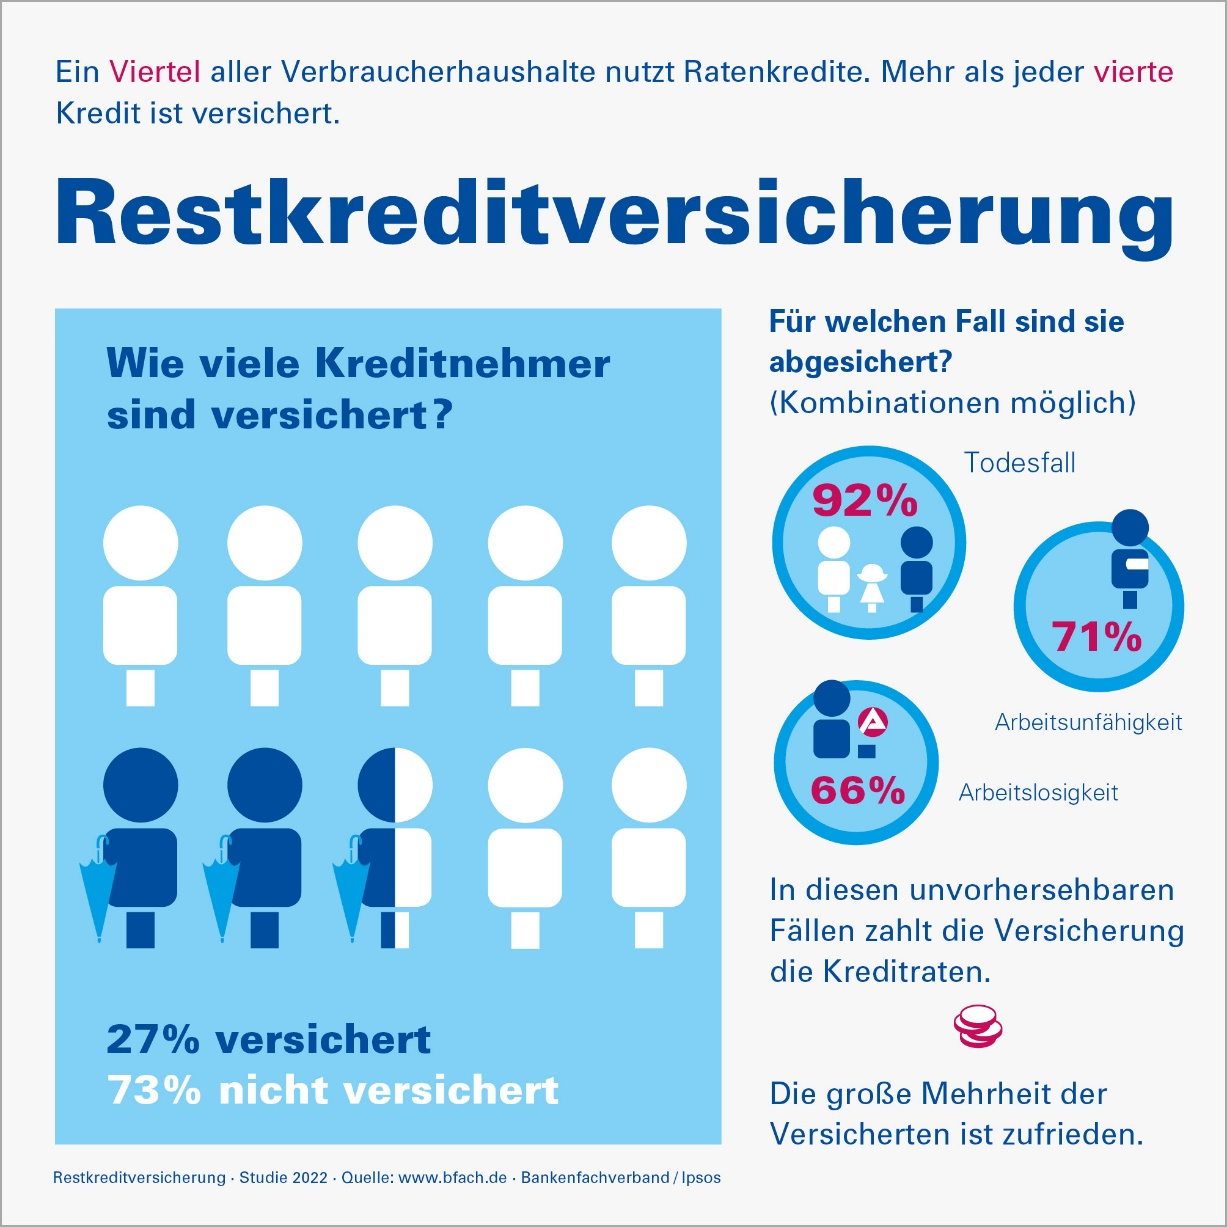 Ein Viertel aller Verbraucherhaushalte nutzt Ratenkredite. Mehr als jeder vierte
Kredit ist versichert.
Restkreditversicherung
Wie viele Kreditnehmer
sind versichert?
27% versichert
73% nicht versichert
Für welchen Fall sind sie
abgesichert?
(Kombinationen möglich)
92%
Todesfall
71%
Arbeitsunfähigkeit
66%
Arbeitslosigkeit
In diesen unvorhersehbaren
Fällen zahlt die Versicherung
die Kreditraten.
Die große Mehrheit der
Versicherten ist zufrieden.
Restkreditversicherung · Studie 2022 · Quelle: www.bfach.de · Bankenfachverband / Ipsos